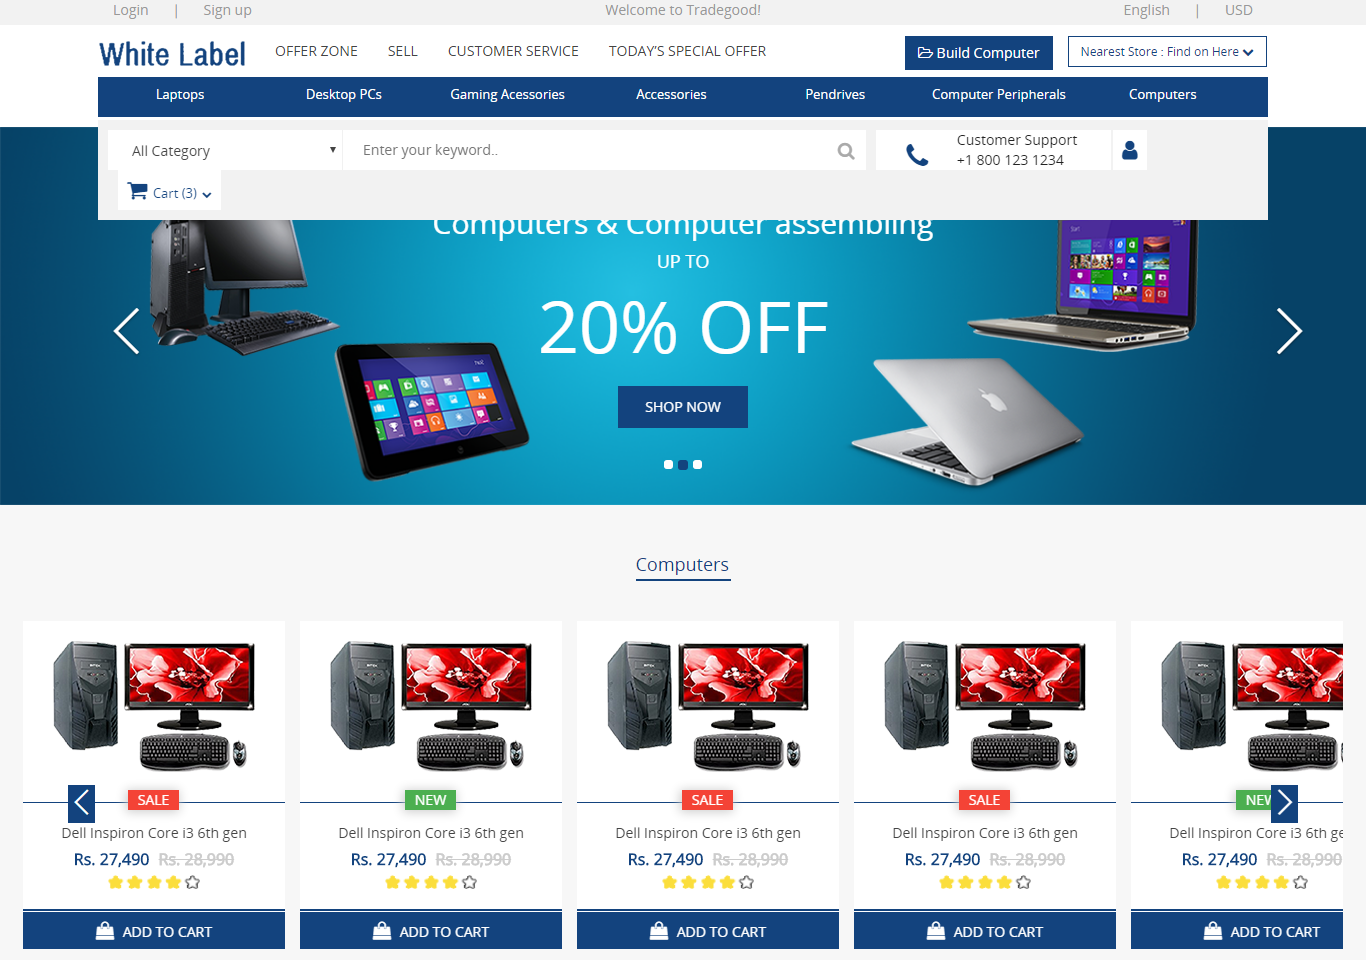 Login | Sign up Welcome to Tradegood! English | USD
White Label OFFER ZONE SELL CUSTOMER SERVICE TODAY'S SPECIAL OFFER Build Computer Nearest Store : Find on Here
Laptops Desktop PCs Gaming Acessories Accessories Pendrives Computer Peripherals Computers
All Category Enter your keyword.. Customer Support
+1 800 123 1234
Cart (3)
Computers & Computer assembling
UP TO
20% OFF
SHOP NOW
Computers
SALE NEW SALE SALE NEW
Dell Inspiron Core i3 6th gen Dell Inspiron Core i3 6th gen Dell Inspiron Core i3 6th gen Dell Inspiron Core i3 6th gen Dell Inspiron Core i3 6th ge
Rs. 27,490 Rs. 28,990 Rs. 27,490 Rs. 28,990 Rs. 27,490 Rs. 28,990 Rs. 27,490 Rs. 28,990 Rs. 27,490 Rs. 28,990
ADD TO CART ADD TO CART ADD TO CART ADD TO CART ADD TO CART